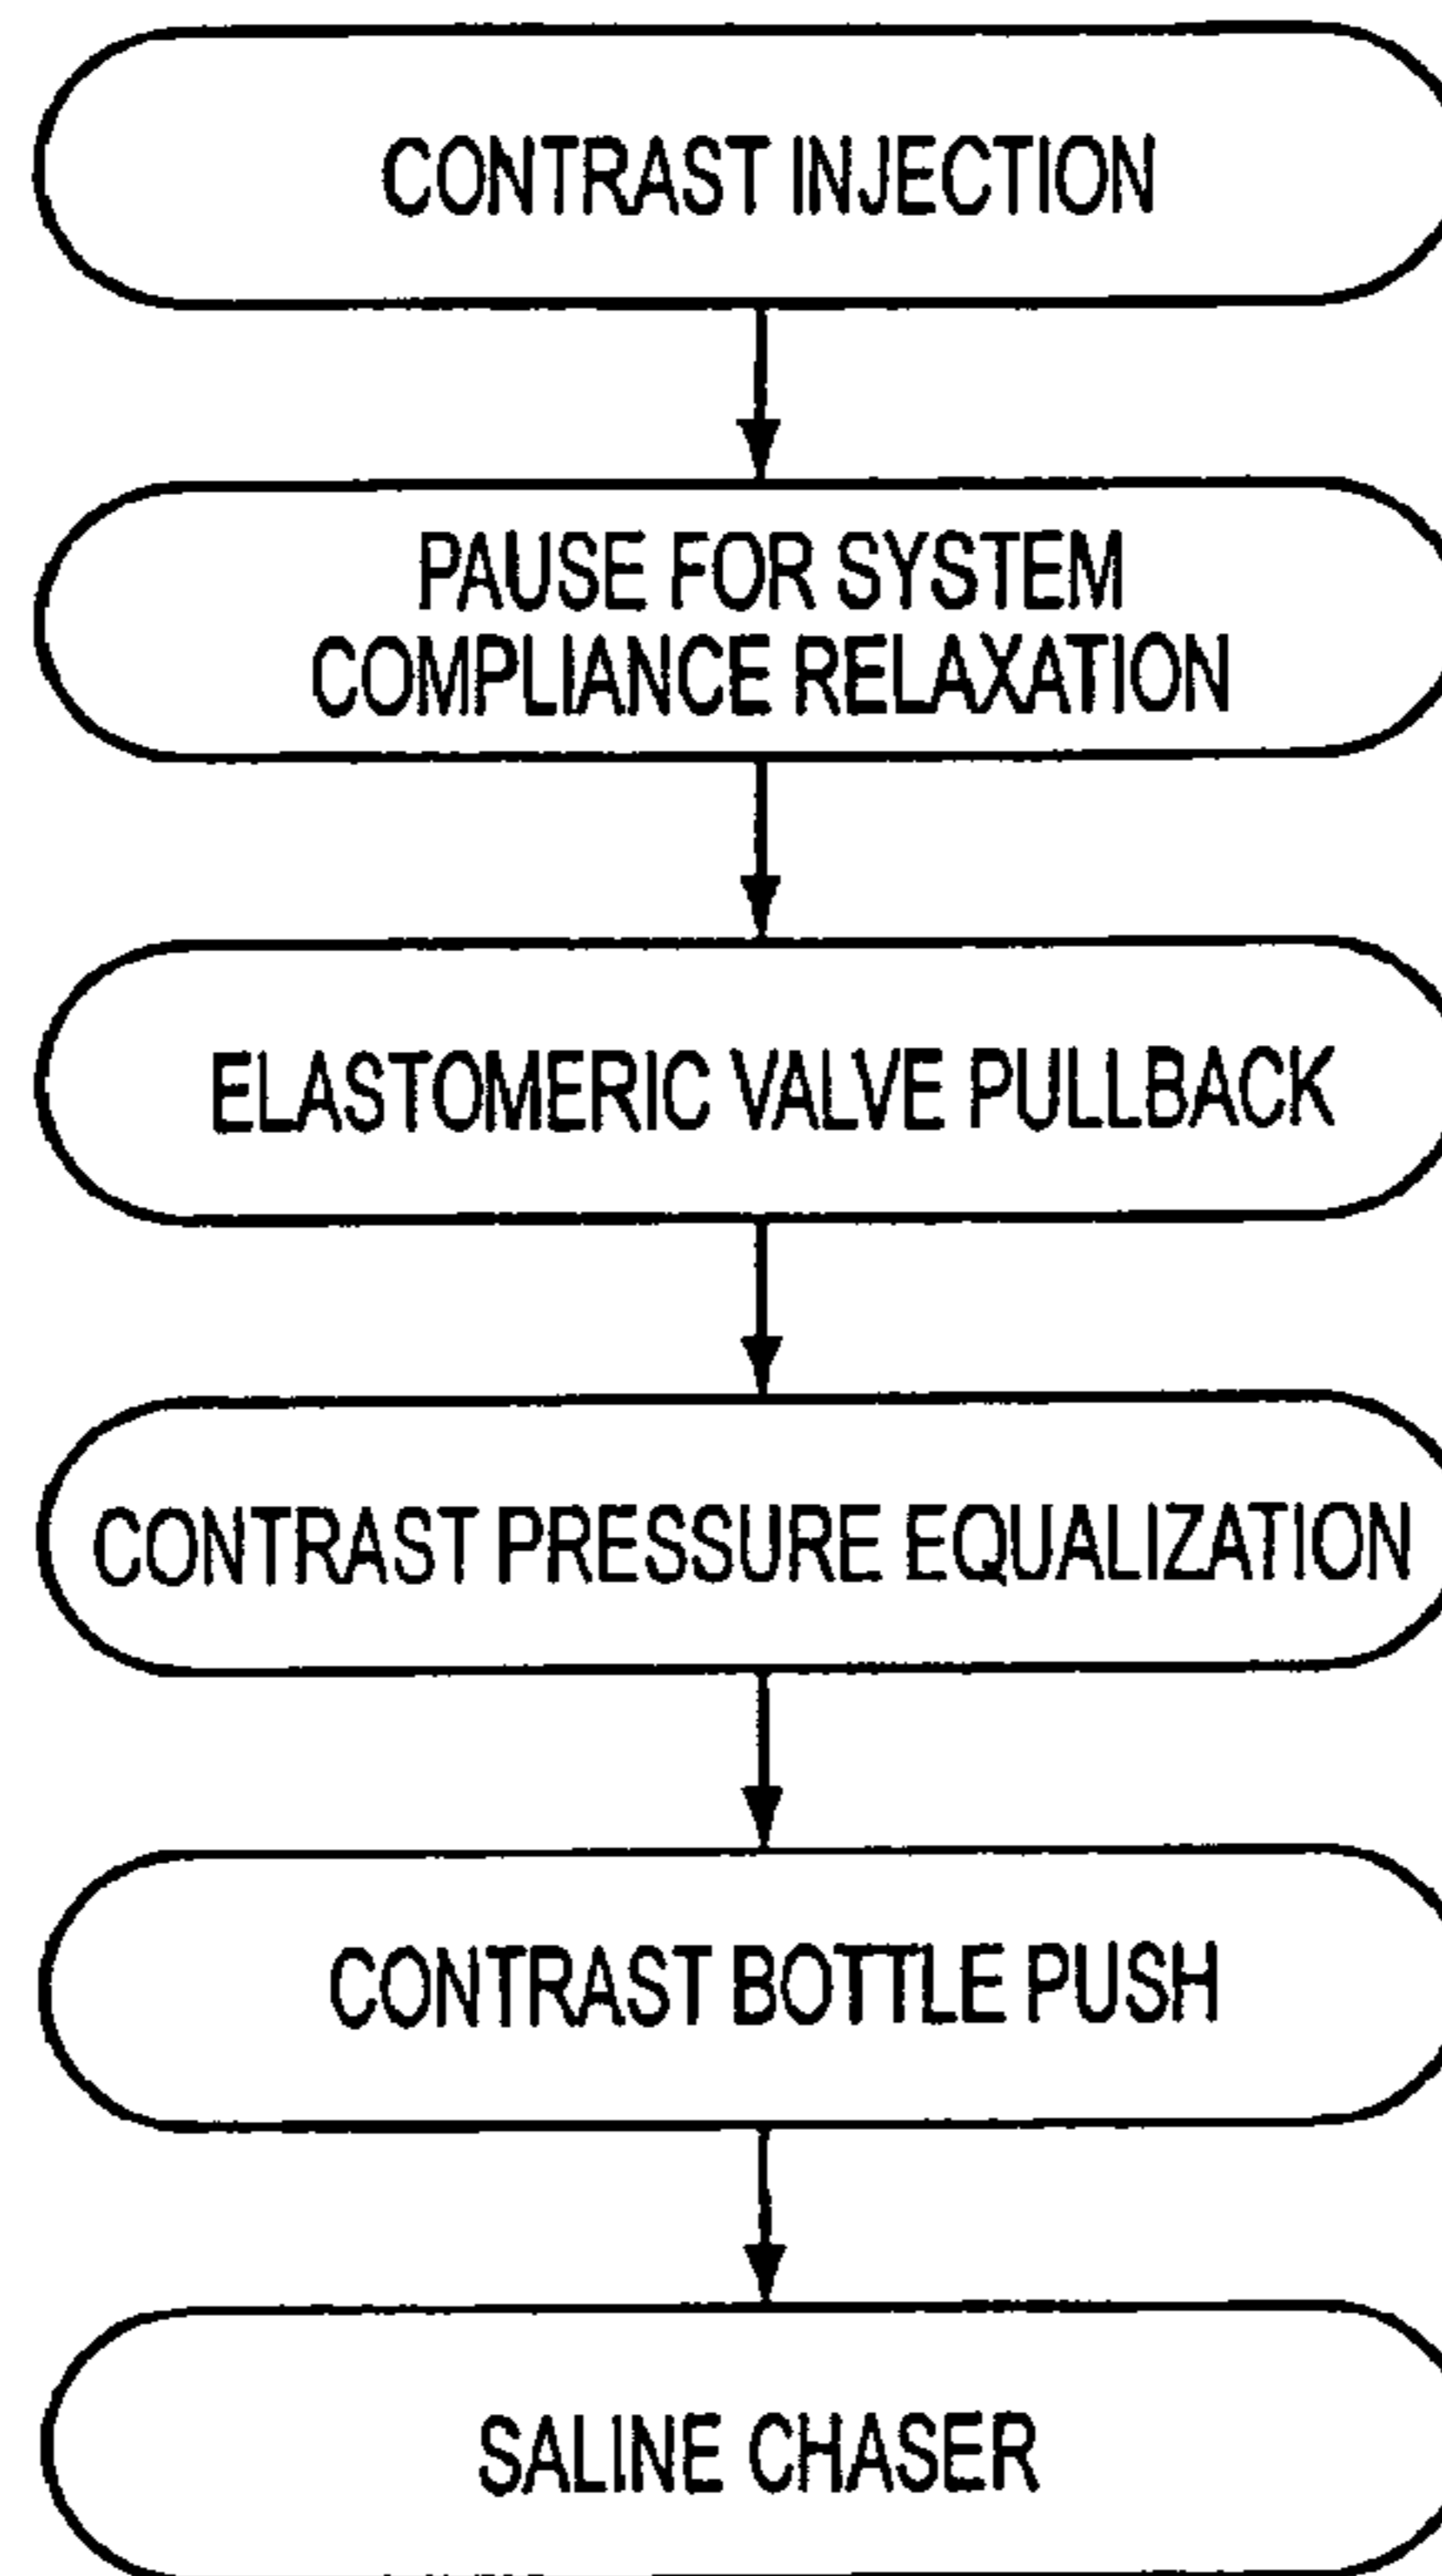 CONTRAST INJECTION
PAUSE FOR SYSTEM
COMPLIANCE RELAXATION
ELASTOMERIC VALVE PULLBACK
CONTRAST PRESSURE EQUALIZATION
CONTRAST BOTTLE PUSH
SALINE CHASER